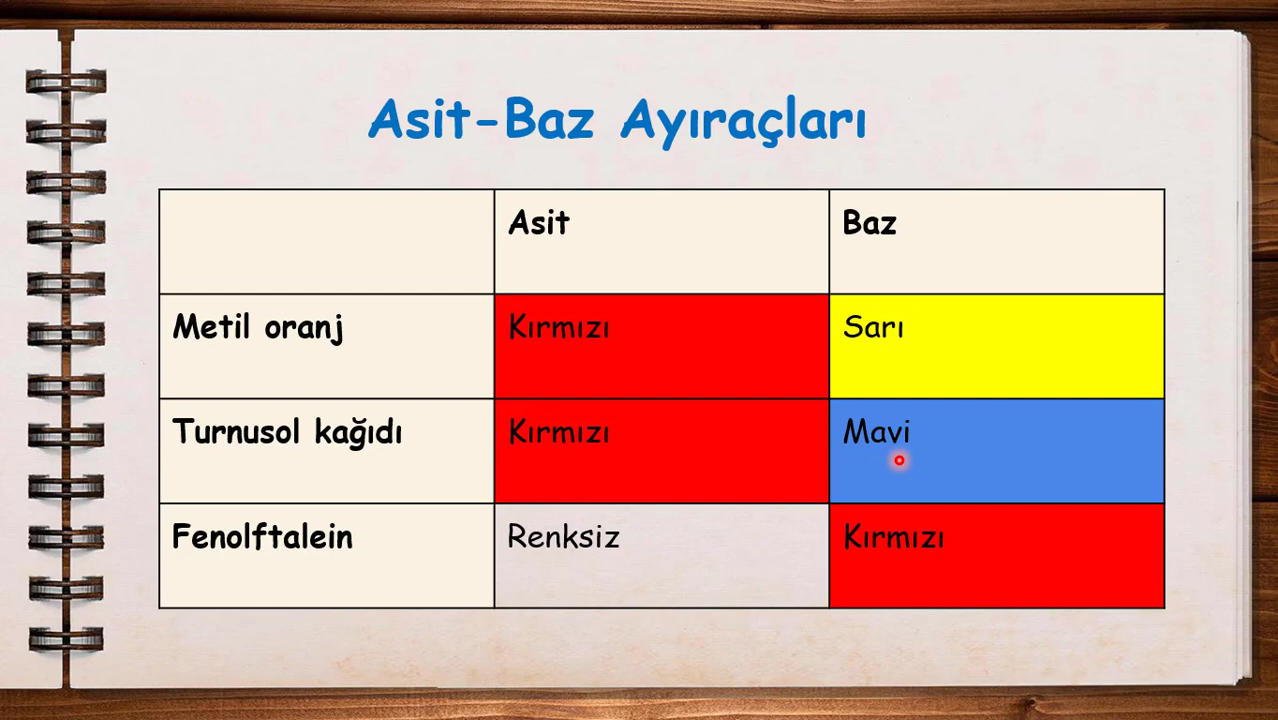 Asit-Baz Ayıraçları
Asit Baz
Metil oranj Kırmızı Sarı
Turnusol kağıdı Kırmızı Mavi
Fenolftalein Renksiz Kırmızı